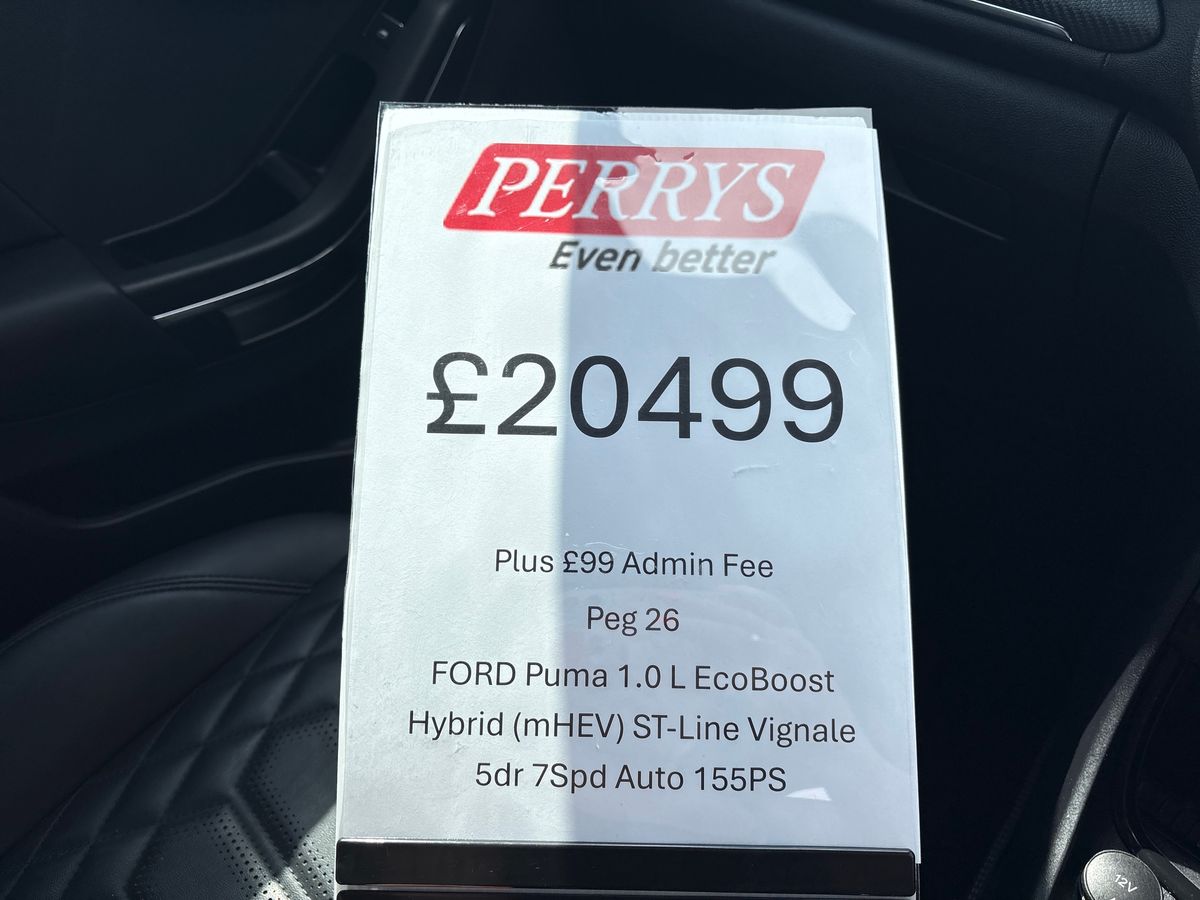 PERRYS
Even better
£20499
Plus £99 Admin Fee
Peg 26
FORD Puma 1.0 L EcoBoost
Hybrid (mHEV) ST-Line Vignale
5dr 7Spd Auto 155PS
12V